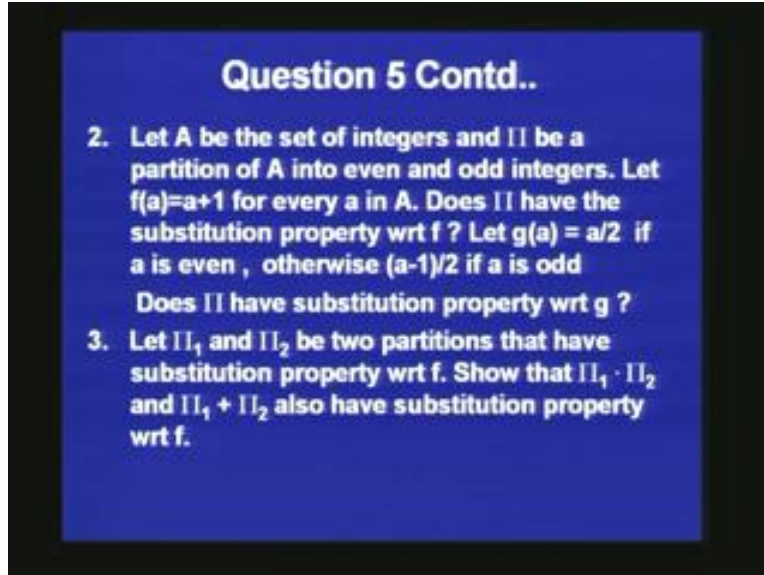 Question 5 Contd..
2. Let A be the set of integers and Π be a
partition of A into even and odd integers. Let
f(a)=a+1 for every a in A. Does Π have the
substitution property wrt f ? Let g(a) = a/2 if
a is even , otherwise (a-1)/2 if a is odd
Does Π have substitution property wrt g ?
3. Let Π₁ and Π₂ be two partitions that have
substitution property wrt f. Show that Π₁ · Π₂
and Π₁ + Π₂ also have substitution property
wrt f.